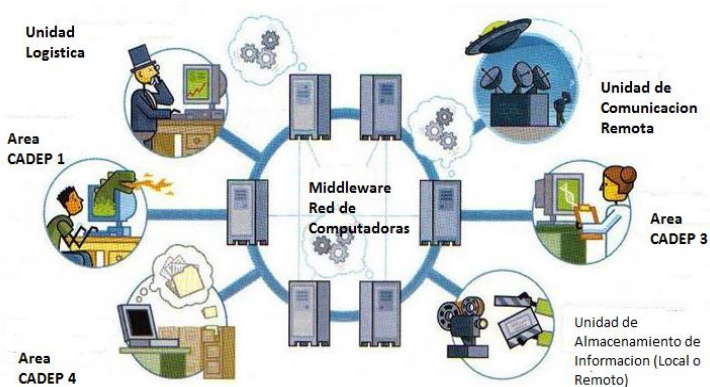 Unidad
Logistica
Unidad de
Comunicacion
Remota
Area
CADEP 1
Middleware
Red de
Computadoras
Area
CADEP 3
Area
CADEP 4
Unidad de
Almacenamiento de
Informacion (Local o
Remoto)